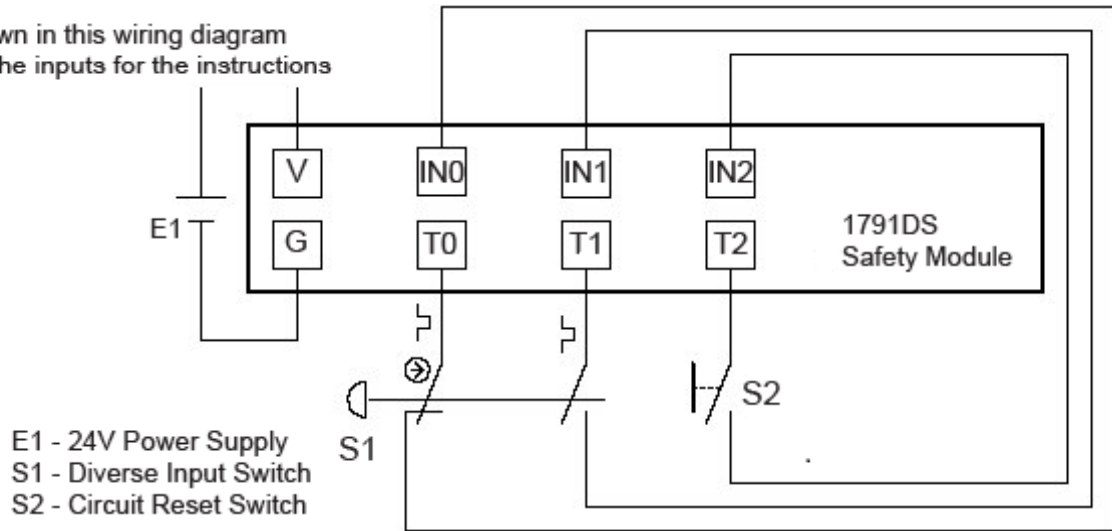 wn in this wiring diagram
he inputs for the instructions
V
IN0
IN1
IN2
E1
G
T0
T1
T2
1791DS
Safety Module
S1
S2
E1 - 24V Power Supply
S1 - Diverse Input Switch
S2 - Circuit Reset Switch